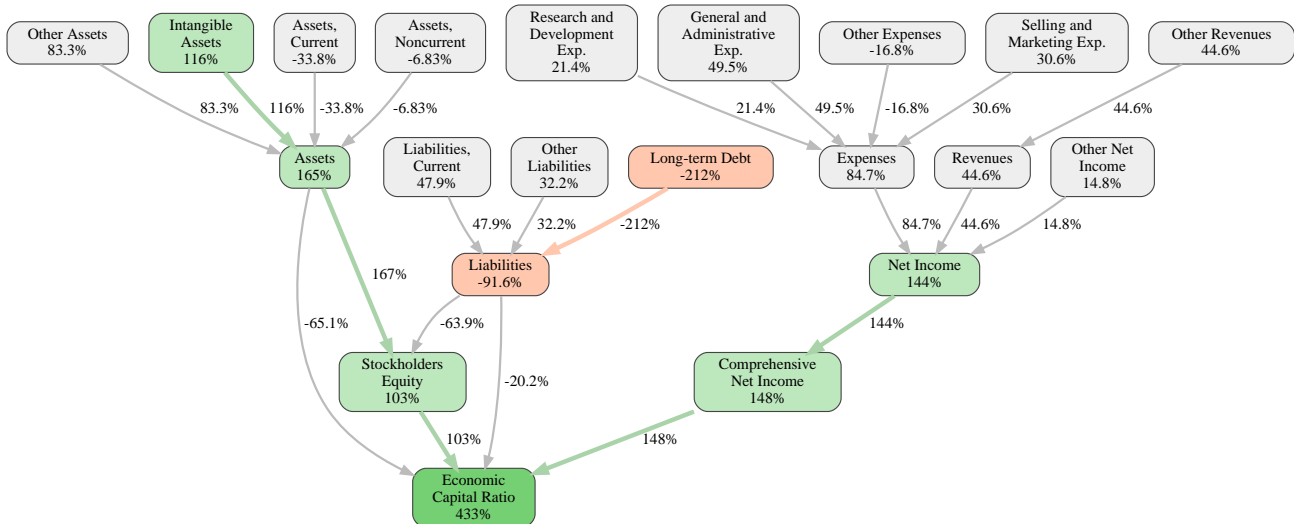 Other Assets
83.3%
Intangible
Assets
116%
Assets,
Current
-33.8%
Assets,
Noncurrent
-6.83%
Research and
Development
Exp.
21.4%
General and
Administrative
Exp.
49.5%
Other Expenses
-16.8%
Selling and
Marketing Exp.
30.6%
Other Revenues
44.6%
83.3%
116%
-33.8%
-6.83%
21.4%
49.5%
-16.8%
30.6%
44.6%
Assets
165%
Liabilities,
Current
47.9%
Other
Liabilities
32.2%
Long-term Debt
-212%
Expenses
84.7%
Revenues
44.6%
Other Net
Income
14.8%
47.9%
32.2%
-212%
84.7%
44.6%
14.8%
167%
Liabilities
-91.6%
Net Income
144%
-65.1%
-63.9%
144%
Stockholders
Equity
103%
-20.2%
Comprehensive
Net Income
148%
103%
148%
Economic
Capital Ratio
433%